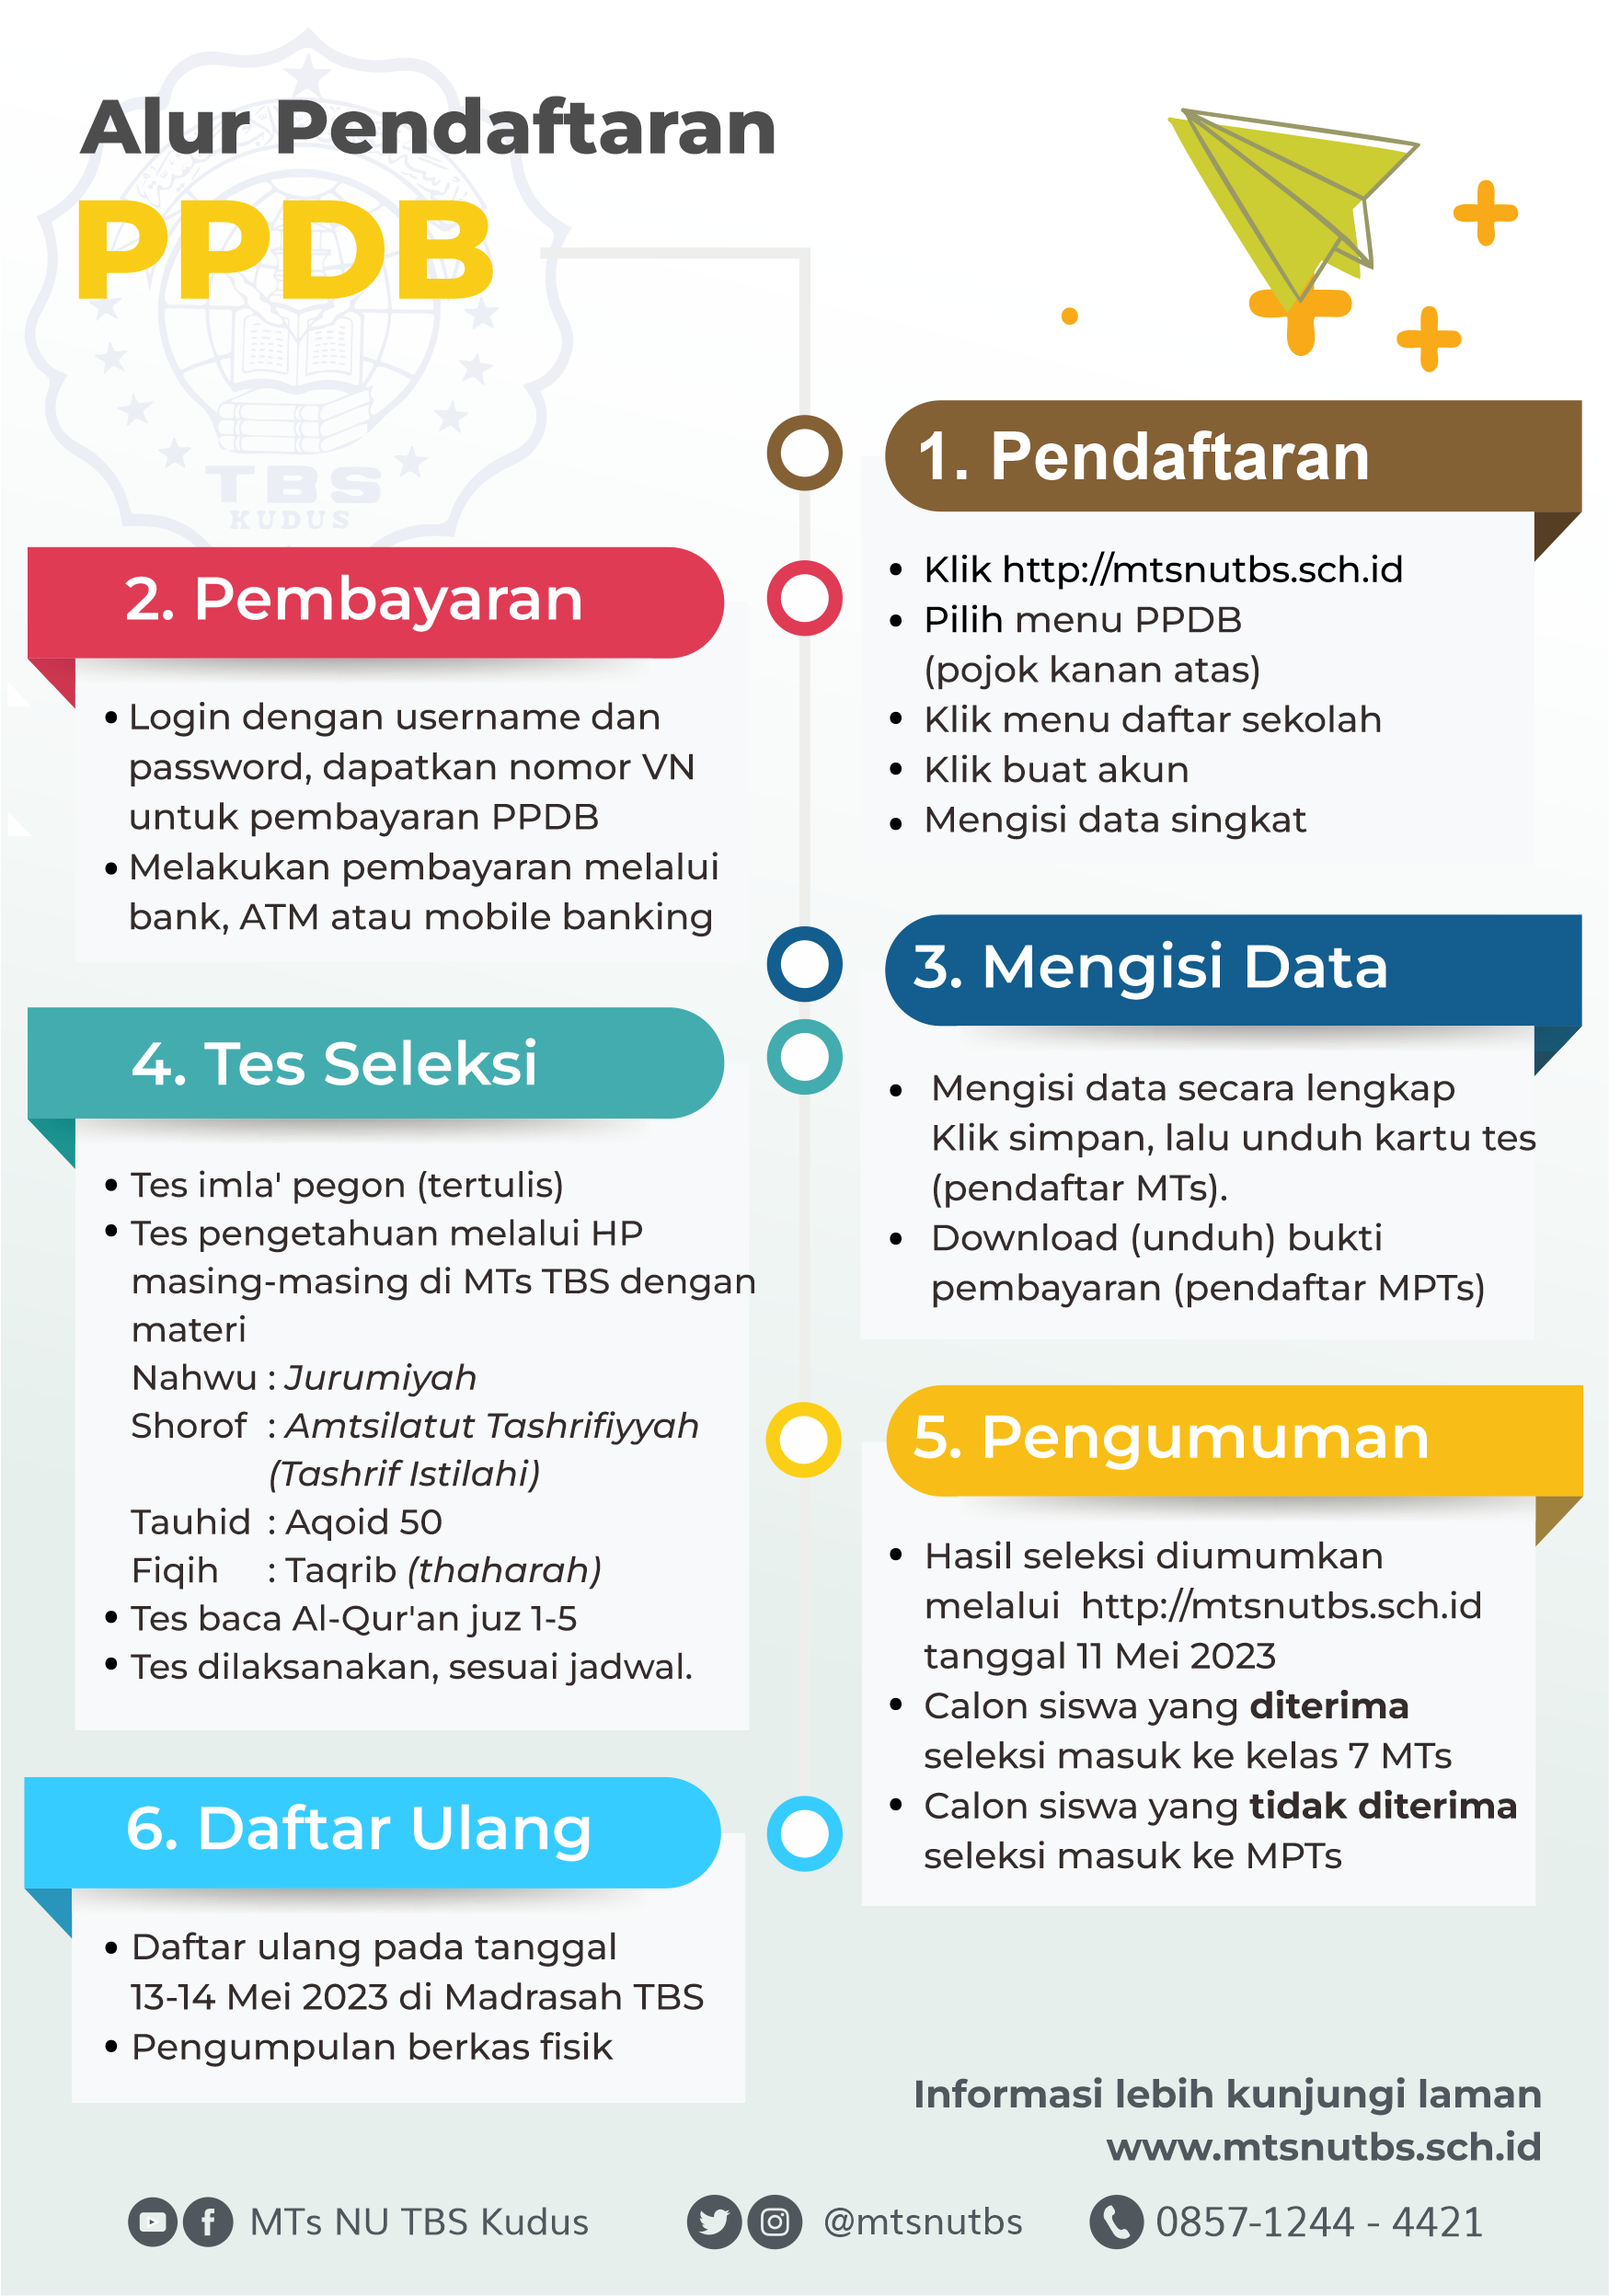 Alur Pendaftaran
PPDB
TBS
KUDUS
1. Pendaftaran
• Klik http://mtsnutbs.sch.id
• Pilih menu PPDB
(pojok kanan atas)
• Klik menu daftar sekolah
• Klik buat akun
• Mengisi data singkat
2. Pembayaran
• Login dengan username dan
password, dapatkan nomor VN
untuk pembayaran PPDB
• Melakukan pembayaran melalui
bank, ATM atau mobile banking
3. Mengisi Data
• Mengisi data secara lengkap
Klik simpan, lalu unduh kartu tes
(pendaftar MTs).
• Download (unduh) bukti
pembayaran (pendaftar MPTs)
4. Tes Seleksi
• Tes imla' pegon (tertulis)
• Tes pengetahuan melalui HP
masing-masing di MTs TBS dengan
materi
Nahwu : Jurumiyah
Shorof : Amtsilatut Tashrifiyyah
(Tashrif Istilahi)
Tauhid : Aqoid 50
Fiqih : Taqrib (thaharah)
• Tes baca Al-Qur'an juz 1-5
• Tes dilaksanakan, sesuai jadwal.
5. Pengumuman
• Hasil seleksi diumumkan
melalui http://mtsnutbs.sch.id
tanggal 11 Mei 2023
• Calon siswa yang diterima
seleksi masuk ke kelas 7 MTs
• Calon siswa yang tidak diterima
seleksi masuk ke MPTs
6. Daftar Ulang
• Daftar ulang pada tanggal
13-14 Mei 2023 di Madrasah TBS
• Pengumpulan berkas fisik
Informasi lebih kunjungi laman
www.mtsnutbs.sch.id
MTs NU TBS Kudus
@mtsnutbs
0857-1244 - 4421